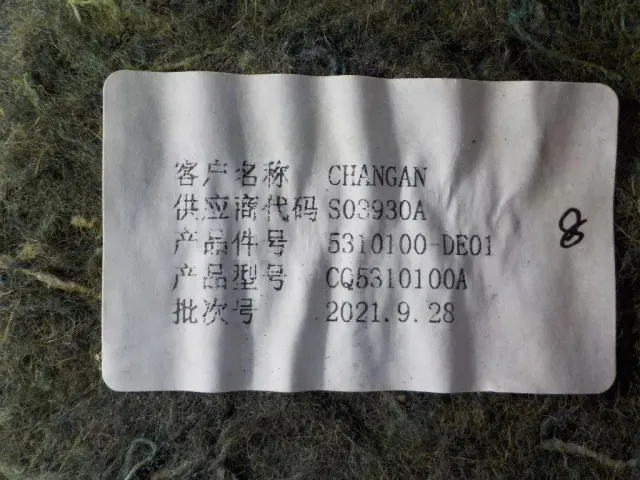 客户名称 CHANGAN
供应商代码 S03930A
产品件号 5310100-DE01
产品型号 CQ5310100A
批次号 2021.9.28
8